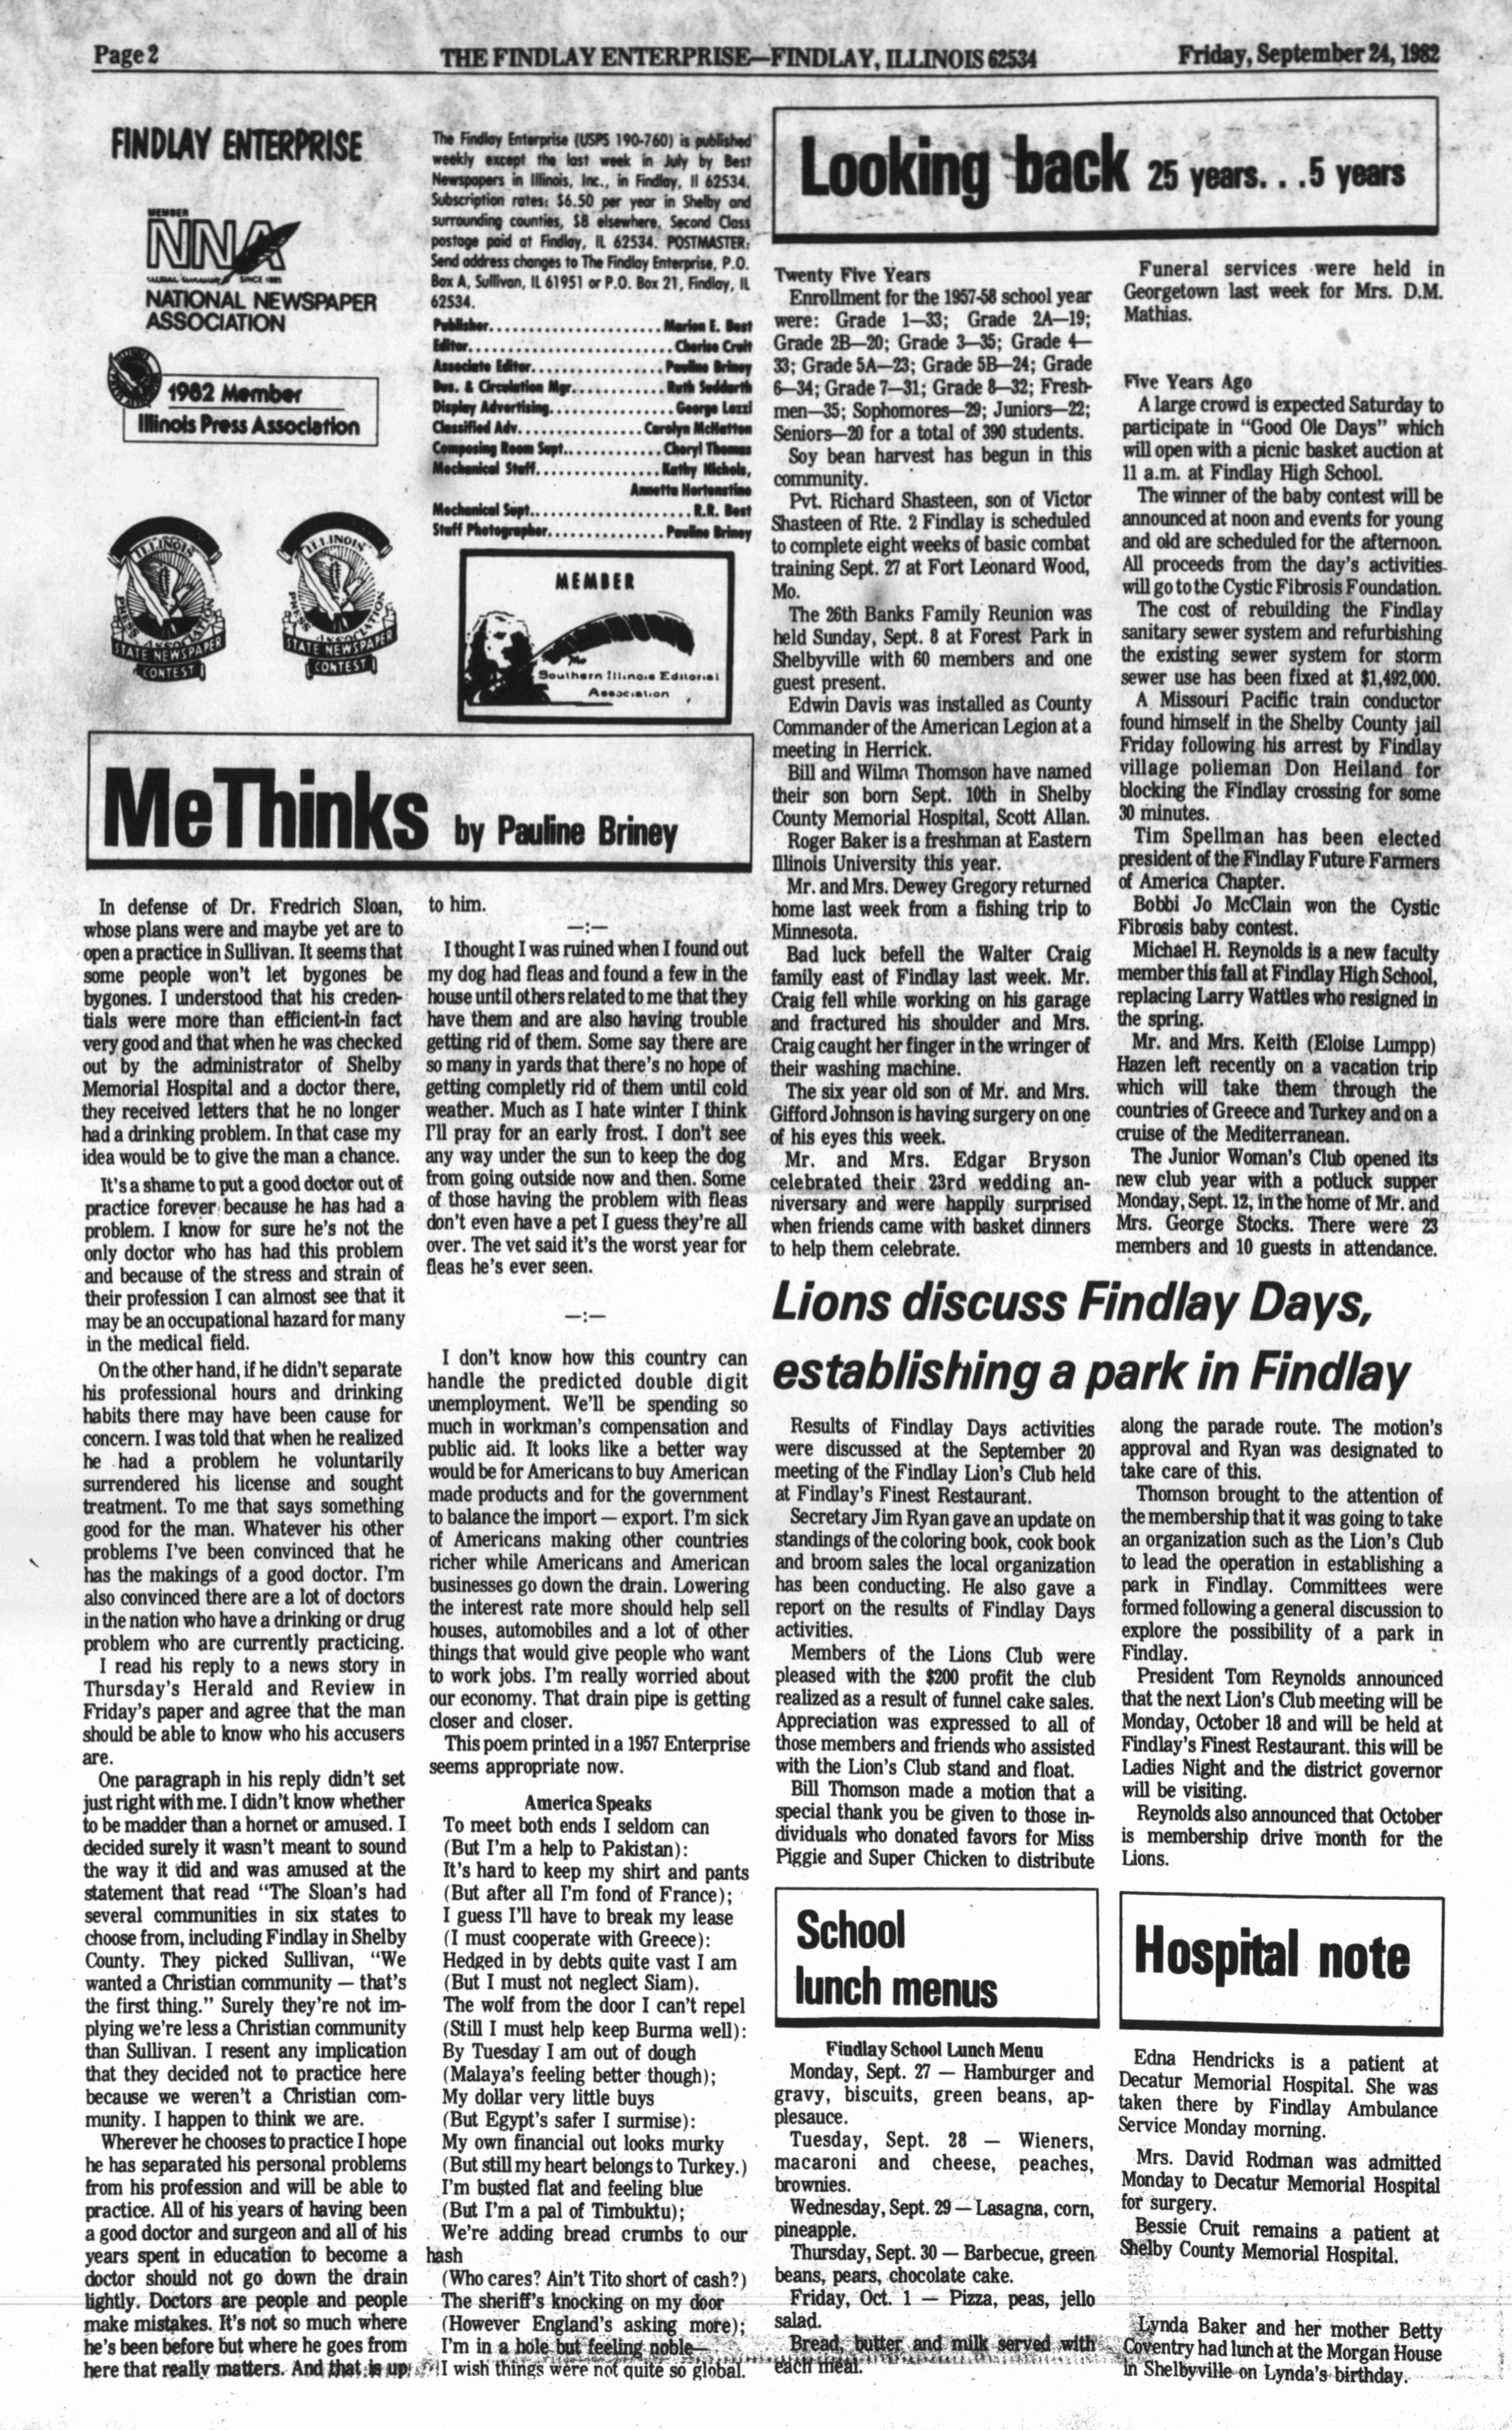 Page 2
THE FINDLAY ENTERPRISE—FINDLAY, ILLINOIS 62534
Friday, September 24, 1982
FINDLAY ENTERPRISE
MEMBER
NNA
SINCE 1885
NATIONAL NEWSPAPER
ASSOCIATION
1982 Member
Illinois Press Association
ILLINOIS
PRESS ASSOCIATION
STATE NEWSPAPER
CONTEST
ILLINOIS
PRESS ASSOCIATION
STATE NEWSPAPER
CONTEST
The Findlay Enterprise (USPS 190-760) is published
weekly except the last week in July by Best
Newspapers in Illinois, Inc., in Findlay, Il 62534.
Subscription rates: $6.50 per year in Shelby and
surrounding counties, $8 elsewhere, Second Class
postage paid at Findlay, IL 62534. POSTMASTER:
Send address changes to The Findlay Enterprise, P.O.
Box A, Sullivan, IL 61951 or P.O. Box 21, Findlay, IL
62534.
Publisher.....................Marion E. Best
Editor.........................Cherise Cruit
Associate Editor................Pauline Briney
Bus. & Circulation Mgr...........Ruth Suddarth
Display Advertising...............George Lezzi
Classified Adv...............Carolyn McHatton
Composing Room Supt............Cheryl Thomas
Mechanical Staff...............Kathy Nichols,
Annetta Hortenstine
Mechanical Supt....................R.R. Best
Staff Photographer..............Pauline Briney
MEMBER
The
Southern Illinois Editorial
Association
MeThinks by Pauline Briney
In defense of Dr. Fredrich Sloan,
whose plans were and maybe yet are to
open a practice in Sullivan. It seems that
some people won't let bygones be
bygones. I understood that his creden-
tials were more than efficient-in fact
very good and that when he was checked
out by the administrator of Shelby
Memorial Hospital and a doctor there,
they received letters that he no longer
had a drinking problem. In that case my
idea would be to give the man a chance.
It's a shame to put a good doctor out of
practice forever because he has had a
problem. I know for sure he's not the
only doctor who has had this problem
and because of the stress and strain of
their profession I can almost see that it
may be an occupational hazard for many
in the medical field.
On the other hand, if he didn't separate
his professional hours and drinking
habits there may have been cause for
concern. I was told that when he realized
he had a problem he voluntarily
surrendered his license and sought
treatment. To me that says something
good for the man. Whatever his other
problems I've been convinced that he
has the makings of a good doctor. I'm
also convinced there are a lot of doctors
in the nation who have a drinking or drug
problem who are currently practicing.
I read his reply to a news story in
Thursday's Herald and Review in
Friday's paper and agree that the man
should be able to know who his accusers
are.
One paragraph in his reply didn't set
just right with me. I didn't know whether
to be madder than a hornet or amused. I
decided surely it wasn't meant to sound
the way it did and was amused at the
statement that read "The Sloan's had
several communities in six states to
choose from, including Findlay in Shelby
County. They picked Sullivan, "We
wanted a Christian community — that's
the first thing." Surely they're not im-
plying we're less a Christian community
than Sullivan. I resent any implication
that they decided not to practice here
because we weren't a Christian com-
munity. I happen to think we are.
Wherever he chooses to practice I hope
he has separated his personal problems
from his profession and will be able to
practice. All of his years of having been
a good doctor and surgeon and all of his
years spent in education to become a
doctor should not go down the drain
lightly. Doctors are people and people
make mistakes. It's not so much where
he's been before but where he goes from
here that really matters. And that is up
to him.
—:—
I thought I was ruined when I found out
my dog had fleas and found a few in the
house until others related to me that they
have them and are also having trouble
getting rid of them. Some say there are
so many in yards that there's no hope of
getting completly rid of them until cold
weather. Much as I hate winter I think
I'll pray for an early frost. I don't see
any way under the sun to keep the dog
from going outside now and then. Some
of those having the problem with fleas
don't even have a pet I guess they're all
over. The vet said it's the worst year for
fleas he's ever seen.
—:—
I don't know how this country can
handle the predicted double digit
unemployment. We'll be spending so
much in workman's compensation and
public aid. It looks like a better way
would be for Americans to buy American
made products and for the government
to balance the import — export. I'm sick
of Americans making other countries
richer while Americans and American
businesses go down the drain. Lowering
the interest rate more should help sell
houses, automobiles and a lot of other
things that would give people who want
to work jobs. I'm really worried about
our economy. That drain pipe is getting
closer and closer.
This poem printed in a 1957 Enterprise
seems appropriate now.
America Speaks
To meet both ends I seldom can
(But I'm a help to Pakistan):
It's hard to keep my shirt and pants
(But after all I'm fond of France);
I guess I'll have to break my lease
(I must cooperate with Greece):
Hedged in by debts quite vast I am
(But I must not neglect Siam).
The wolf from the door I can't repel
(Still I must help keep Burma well):
By Tuesday I am out of dough
(Malaya's feeling better though);
My dollar very little buys
(But Egypt's safer I surmise):
My own financial out looks murky
(But still my heart belongs to Turkey.)
I'm busted flat and feeling blue
(But I'm a pal of Timbuktu);
We're adding bread crumbs to our
hash
(Who cares? Ain't Tito short of cash?)
The sheriff's knocking on my door
(However England's asking more);
I'm in a hole but feeling noble—
I wish things were not quite so global.
Looking back 25 years. . .5 years
Twenty Five Years
Enrollment for the 1957-58 school year
were: Grade 1—33; Grade 2A—19;
Grade 2B—20; Grade 3—35; Grade 4—
33; Grade 5A—23; Grade 5B—24; Grade
6—34; Grade 7—31; Grade 8—32; Fresh-
men—35; Sophomores—29; Juniors—22;
Seniors—20 for a total of 390 students.
Soy bean harvest has begun in this
community.
Pvt. Richard Shasteen, son of Victor
Shasteen of Rte. 2 Findlay is scheduled
to complete eight weeks of basic combat
training Sept. 27 at Fort Leonard Wood,
Mo.
The 26th Banks Family Reunion was
held Sunday, Sept. 8 at Forest Park in
Shelbyville with 60 members and one
guest present.
Edwin Davis was installed as County
Commander of the American Legion at a
meeting in Herrick.
Bill and Wilma Thomson have named
their son born Sept. 10th in Shelby
County Memorial Hospital, Scott Allan.
Roger Baker is a freshman at Eastern
Illinois University this year.
Mr. and Mrs. Dewey Gregory returned
home last week from a fishing trip to
Minnesota.
Bad luck befell the Walter Craig
family east of Findlay last week. Mr.
Craig fell while working on his garage
and fractured his shoulder and Mrs.
Craig caught her finger in the wringer of
their washing machine.
The six year old son of Mr. and Mrs.
Gifford Johnson is having surgery on one
of his eyes this week.
Mr. and Mrs. Edgar Bryson
celebrated their 23rd wedding an-
niversary and were happily surprised
when friends came with basket dinners
to help them celebrate.
Funeral services were held in
Georgetown last week for Mrs. D.M.
Mathias.
Five Years Ago
A large crowd is expected Saturday to
participate in "Good Ole Days" which
will open with a picnic basket auction at
11 a.m. at Findlay High School.
The winner of the baby contest will be
announced at noon and events for young
and old are scheduled for the afternoon.
All proceeds from the day's activities
will go to the Cystic Fibrosis Foundation.
The cost of rebuilding the Findlay
sanitary sewer system and refurbishing
the existing sewer system for storm
sewer use has been fixed at $1,492,000.
A Missouri Pacific train conductor
found himself in the Shelby County jail
Friday following his arrest by Findlay
village polieman Don Heiland for
blocking the Findlay crossing for some
30 minutes.
Tim Spellman has been elected
president of the Findlay Future Farmers
of America Chapter.
Bobbi Jo McClain won the Cystic
Fibrosis baby contest.
Michael H. Reynolds is a new faculty
member this fall at Findlay High School,
replacing Larry Wattles who resigned in
the spring.
Mr. and Mrs. Keith (Eloise Lumpp)
Hazen left recently on a vacation trip
which will take them through the
countries of Greece and Turkey and on a
cruise of the Mediterranean.
The Junior Woman's Club opened its
new club year with a potluck supper
Monday, Sept. 12, in the home of Mr. and
Mrs. George Stocks. There were 23
members and 10 guests in attendance.
Lions discuss Findlay Days,
establishing a park in Findlay
Results of Findlay Days activities
were discussed at the September 20
meeting of the Findlay Lion's Club held
at Findlay's Finest Restaurant.
Secretary Jim Ryan gave an update on
standings of the coloring book, cook book
and broom sales the local organization
has been conducting. He also gave a
report on the results of Findlay Days
activities.
Members of the Lions Club were
pleased with the $200 profit the club
realized as a result of funnel cake sales.
Appreciation was expressed to all of
those members and friends who assisted
with the Lion's Club stand and float.
Bill Thomson made a motion that a
special thank you be given to those in-
dividuals who donated favors for Miss
Piggie and Super Chicken to distribute
along the parade route. The motion's
approval and Ryan was designated to
take care of this.
Thomson brought to the attention of
the membership that it was going to take
an organization such as the Lion's Club
to lead the operation in establishing a
park in Findlay. Committees were
formed following a general discussion to
explore the possibility of a park in
Findlay.
President Tom Reynolds announced
that the next Lion's Club meeting will be
Monday, October 18 and will be held at
Findlay's Finest Restaurant. this will be
Ladies Night and the district governor
will be visiting.
Reynolds also announced that October
is membership drive month for the
Lions.
School
lunch menus
Findlay School Lunch Menu
Monday, Sept. 27 — Hamburger and
gravy, biscuits, green beans, ap-
plesauce.
Tuesday, Sept. 28 — Wieners,
macaroni and cheese, peaches,
brownies.
Wednesday, Sept. 29 — Lasagna, corn,
pineapple.
Thursday, Sept. 30 — Barbecue, green
beans, pears, chocolate cake.
Friday, Oct. 1 — Pizza, peas, jello
salad.
Bread, butter and milk served with
each meal.
Hospital note
Edna Hendricks is a patient at
Decatur Memorial Hospital. She was
taken there by Findlay Ambulance
Service Monday morning.
Mrs. David Rodman was admitted
Monday to Decatur Memorial Hospital
for surgery.
Bessie Cruit remains a patient at
Shelby County Memorial Hospital.
Lynda Baker and her mother Betty
Coventry had lunch at the Morgan House
in Shelbyville on Lynda's birthday.